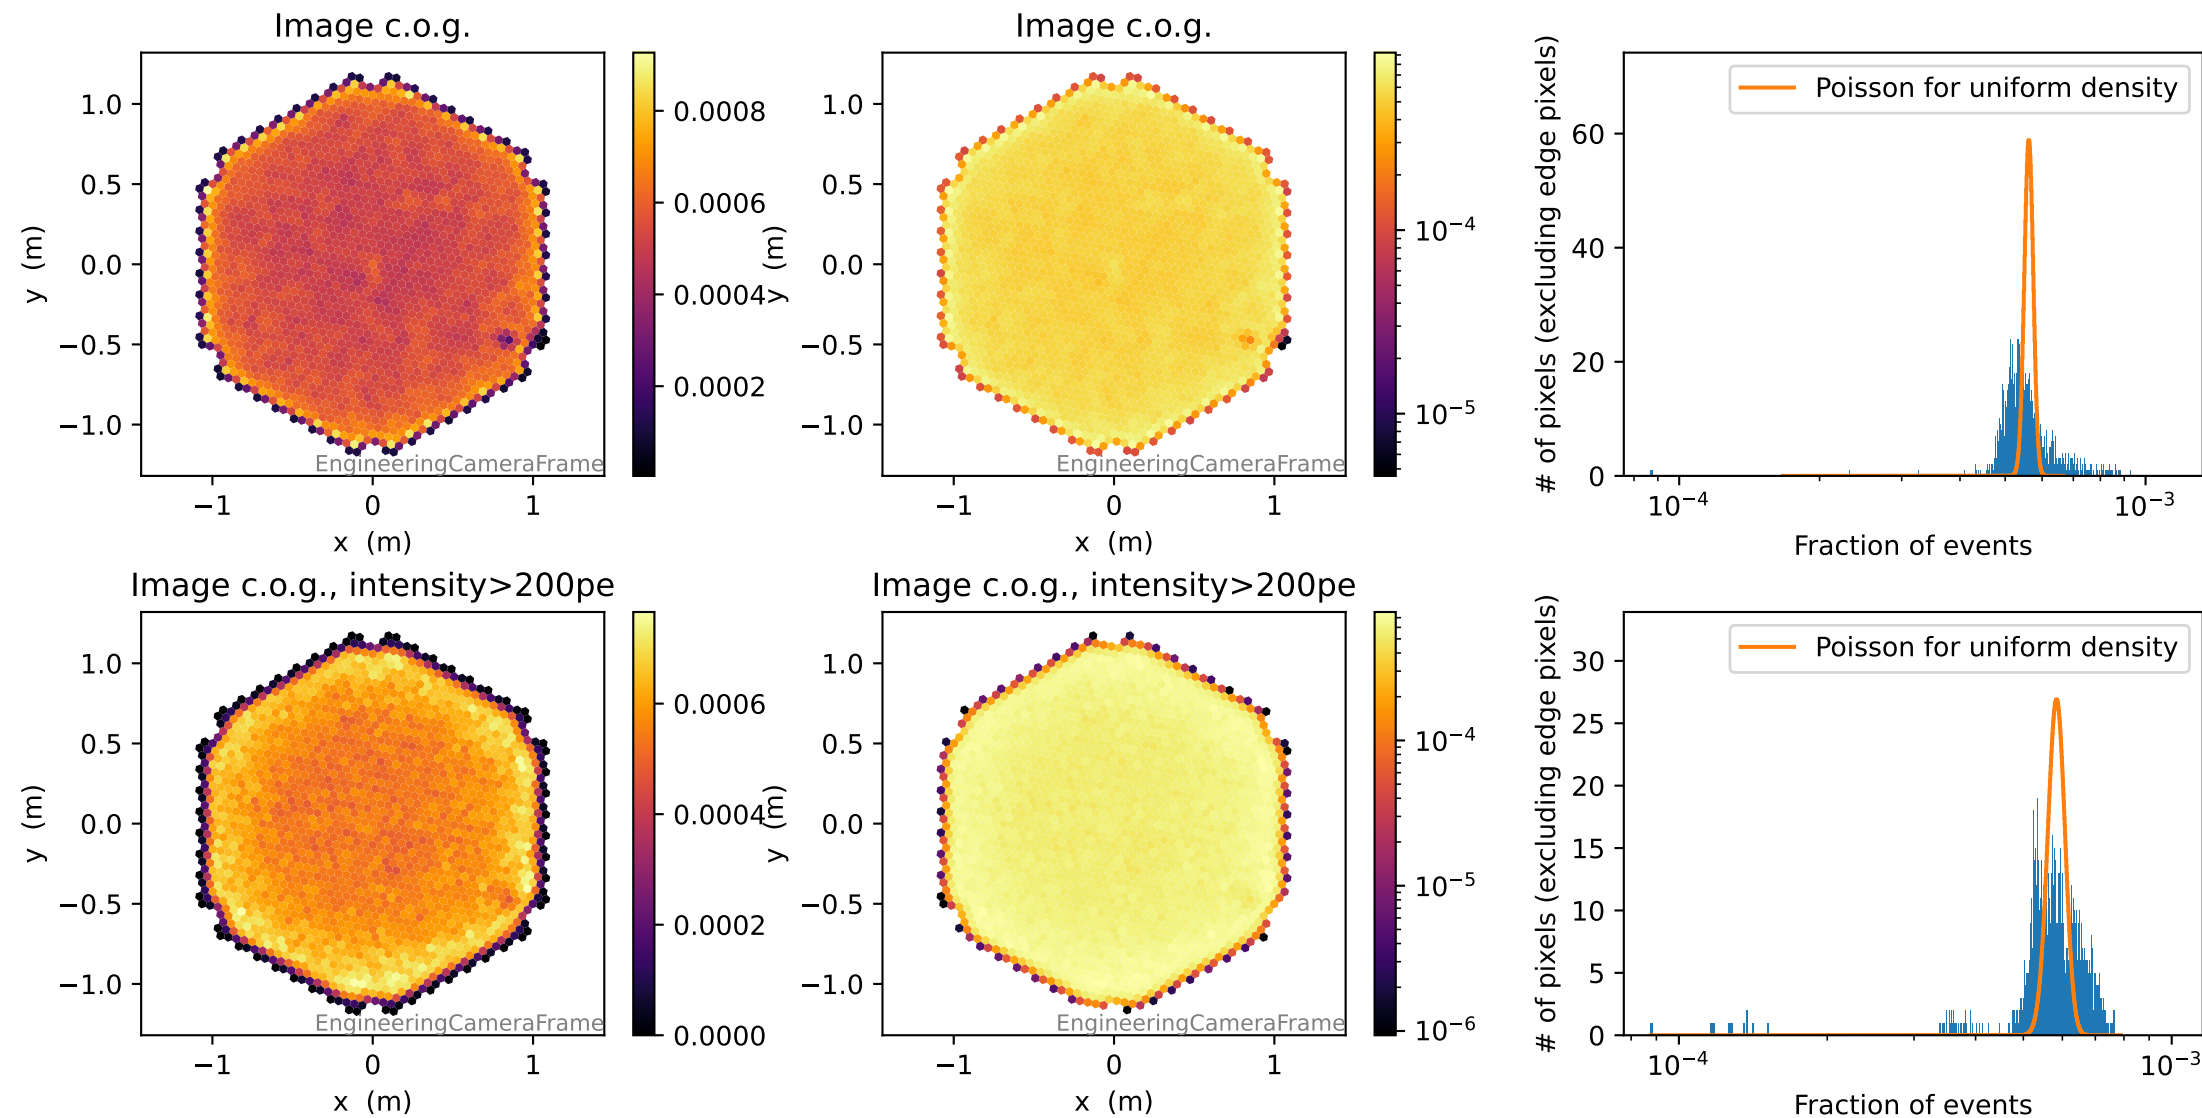 Image c.o.g.
1.0
0.5
0.0
−0.5
−1.0
y (m)
−1
0
1
x (m)
EngineeringCameraFrame
0.0008
0.0006
0.0004
0.0002
Image c.o.g.
1.0
0.5
0.0
−0.5
−1.0
y (m)
−1
0
1
x (m)
EngineeringCameraFrame
10⁻⁴
10⁻⁵
# of pixels (excluding edge pixels)
60
40
20
0
Poisson for uniform density
10⁻⁴
10⁻³
Fraction of events
Image c.o.g., intensity>200pe
1.0
0.5
0.0
−0.5
−1.0
y (m)
−1
0
1
x (m)
EngineeringCameraFrame
0.0006
0.0004
0.0002
0.0000
Image c.o.g., intensity>200pe
1.0
0.5
0.0
−0.5
−1.0
y (m)
−1
0
1
x (m)
EngineeringCameraFrame
10⁻⁴
10⁻⁵
10⁻⁶
# of pixels (excluding edge pixels)
30
25
20
15
10
5
0
Poisson for uniform density
10⁻⁴
10⁻³
Fraction of events